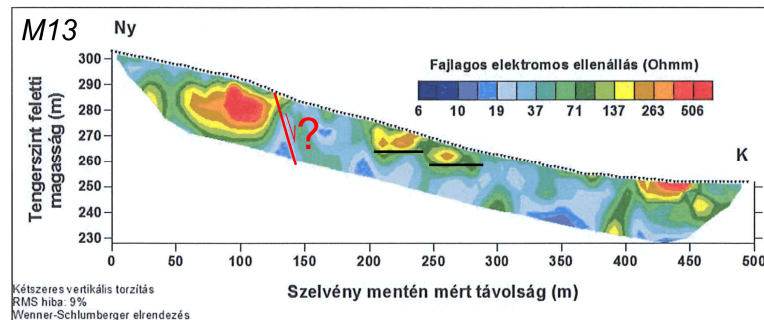 M13
Ny
Fajlagos elektromos ellenállás (Ohmm)
6 10 19 37 71 137 263 506
?
K
Tengerszint feletti
magasság (m)
300
290
280
270
260
250
240
230
0 50 100 150 200 250 300 350 400 450 500
Szelvény mentén mért távolság (m)
Kétszeres vertikális torzítás
RMS hiba: 9%
Wenner-Schlumberger elrendezés